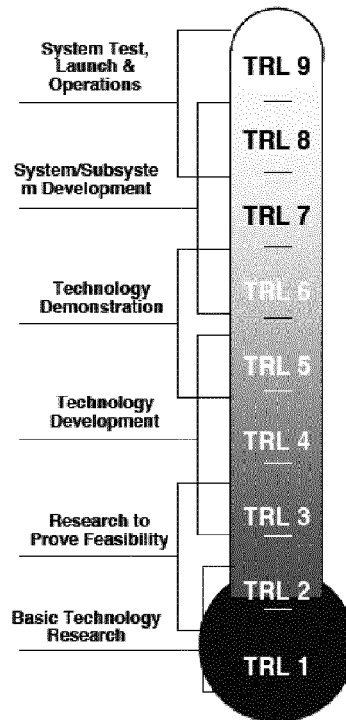 System Test,
Launch &
Operations
System/Subsyste
m Development
Technology
Demonstration
Technology
Development
Research to
Prove Feasibility
Basic Technology
Research
TRL 9
TRL 8
TRL 7
TRL 6
TRL 5
TRL 4
TRL 3
TRL 2
TRL 1